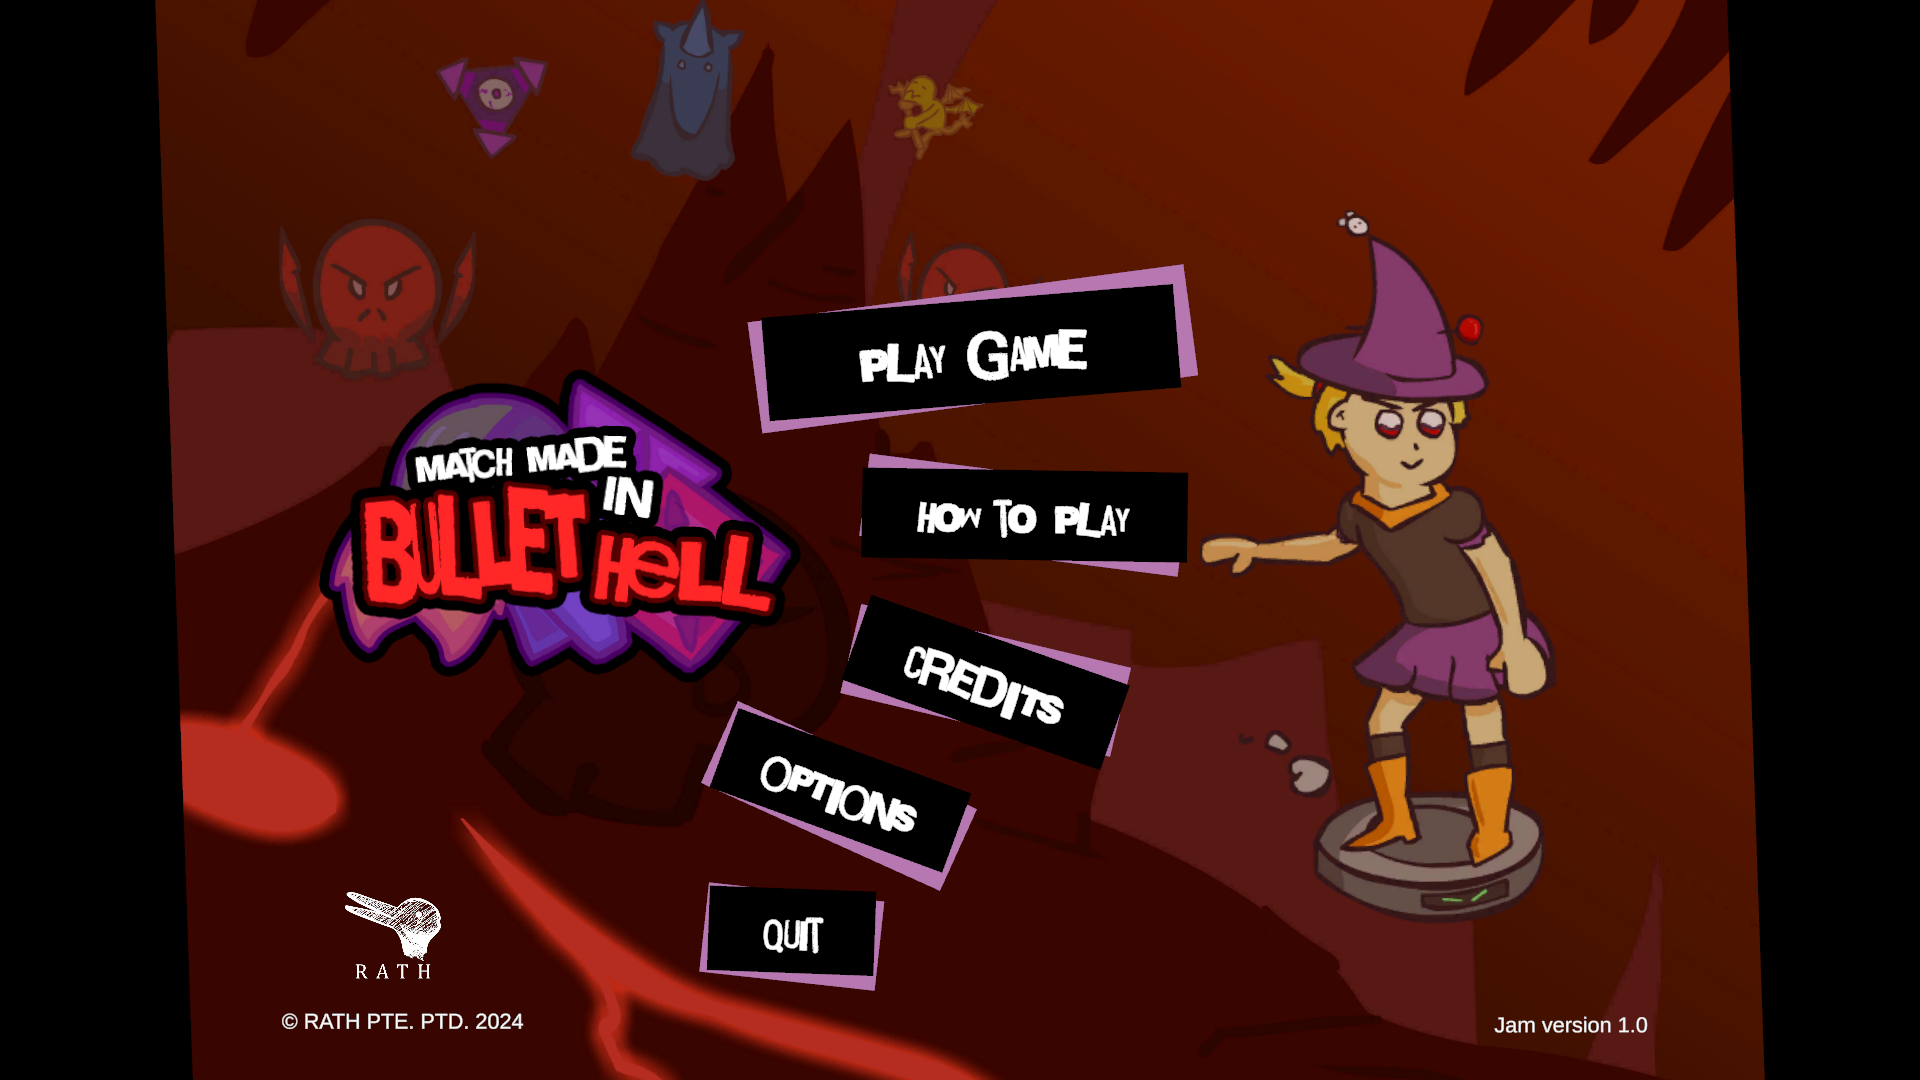 MATCH MADE
IN
BULLET HeLL
PLAY GAME
HOW TO PLAY
CREDITS
OPTIONS
QUIT
RATH
© RATH PTE. PTD. 2024
Jam version 1.0